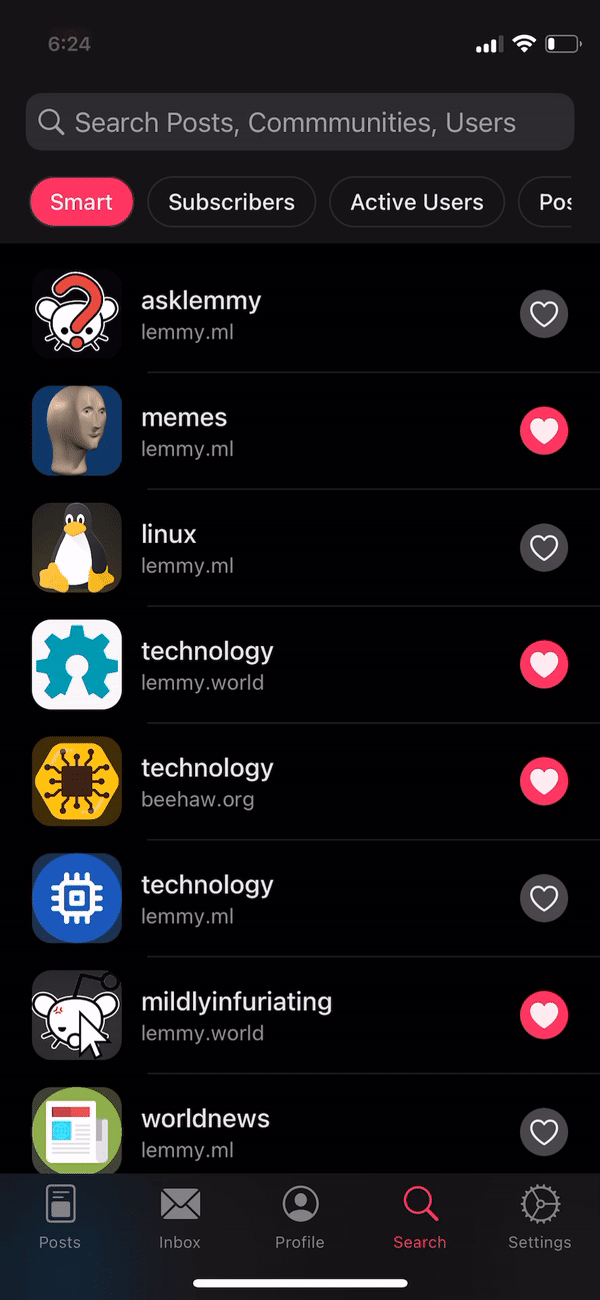 6:24
Search Posts, Commmunities, Users
Smart Subscribers Active Users Pos
asklemmy
lemmy.ml
memes
lemmy.ml
linux
lemmy.ml
technology
lemmy.world
technology
beehaw.org
technology
lemmy.ml
mildlyinfuriating
lemmy.world
worldnews
lemmy.ml
Posts Inbox Profile Search Settings